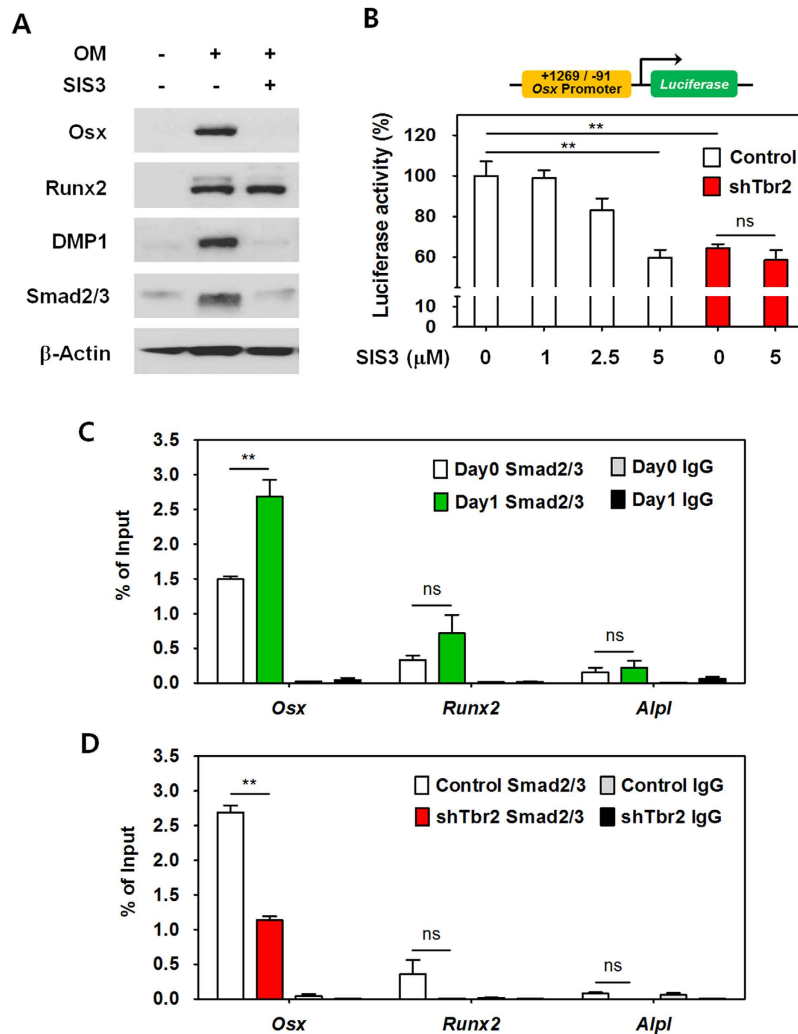 A
OM - + +
SIS3 - - +
Osx
Runx2
DMP1
Smad2/3
β-Actin
B
+1269 / -91
Osx Promoter
Luciferase
Luciferase activity (%)
120
100
80
60
10
0
**
**
ns
Control
shTbr2
SIS3 (μM) 0 1 2.5 5 0 5
C
% of Input
3.5
3.0
2.5
2.0
1.5
1.0
0.5
0.0
**
ns
ns
Day0 Smad2/3
Day0 IgG
Day1 Smad2/3
Day1 IgG
Osx Runx2 Alpl
D
% of Input
3.5
3.0
2.5
2.0
1.5
1.0
0.5
0.0
**
ns
ns
Control Smad2/3
Control IgG
shTbr2 Smad2/3
shTbr2 IgG
Osx Runx2 Alpl